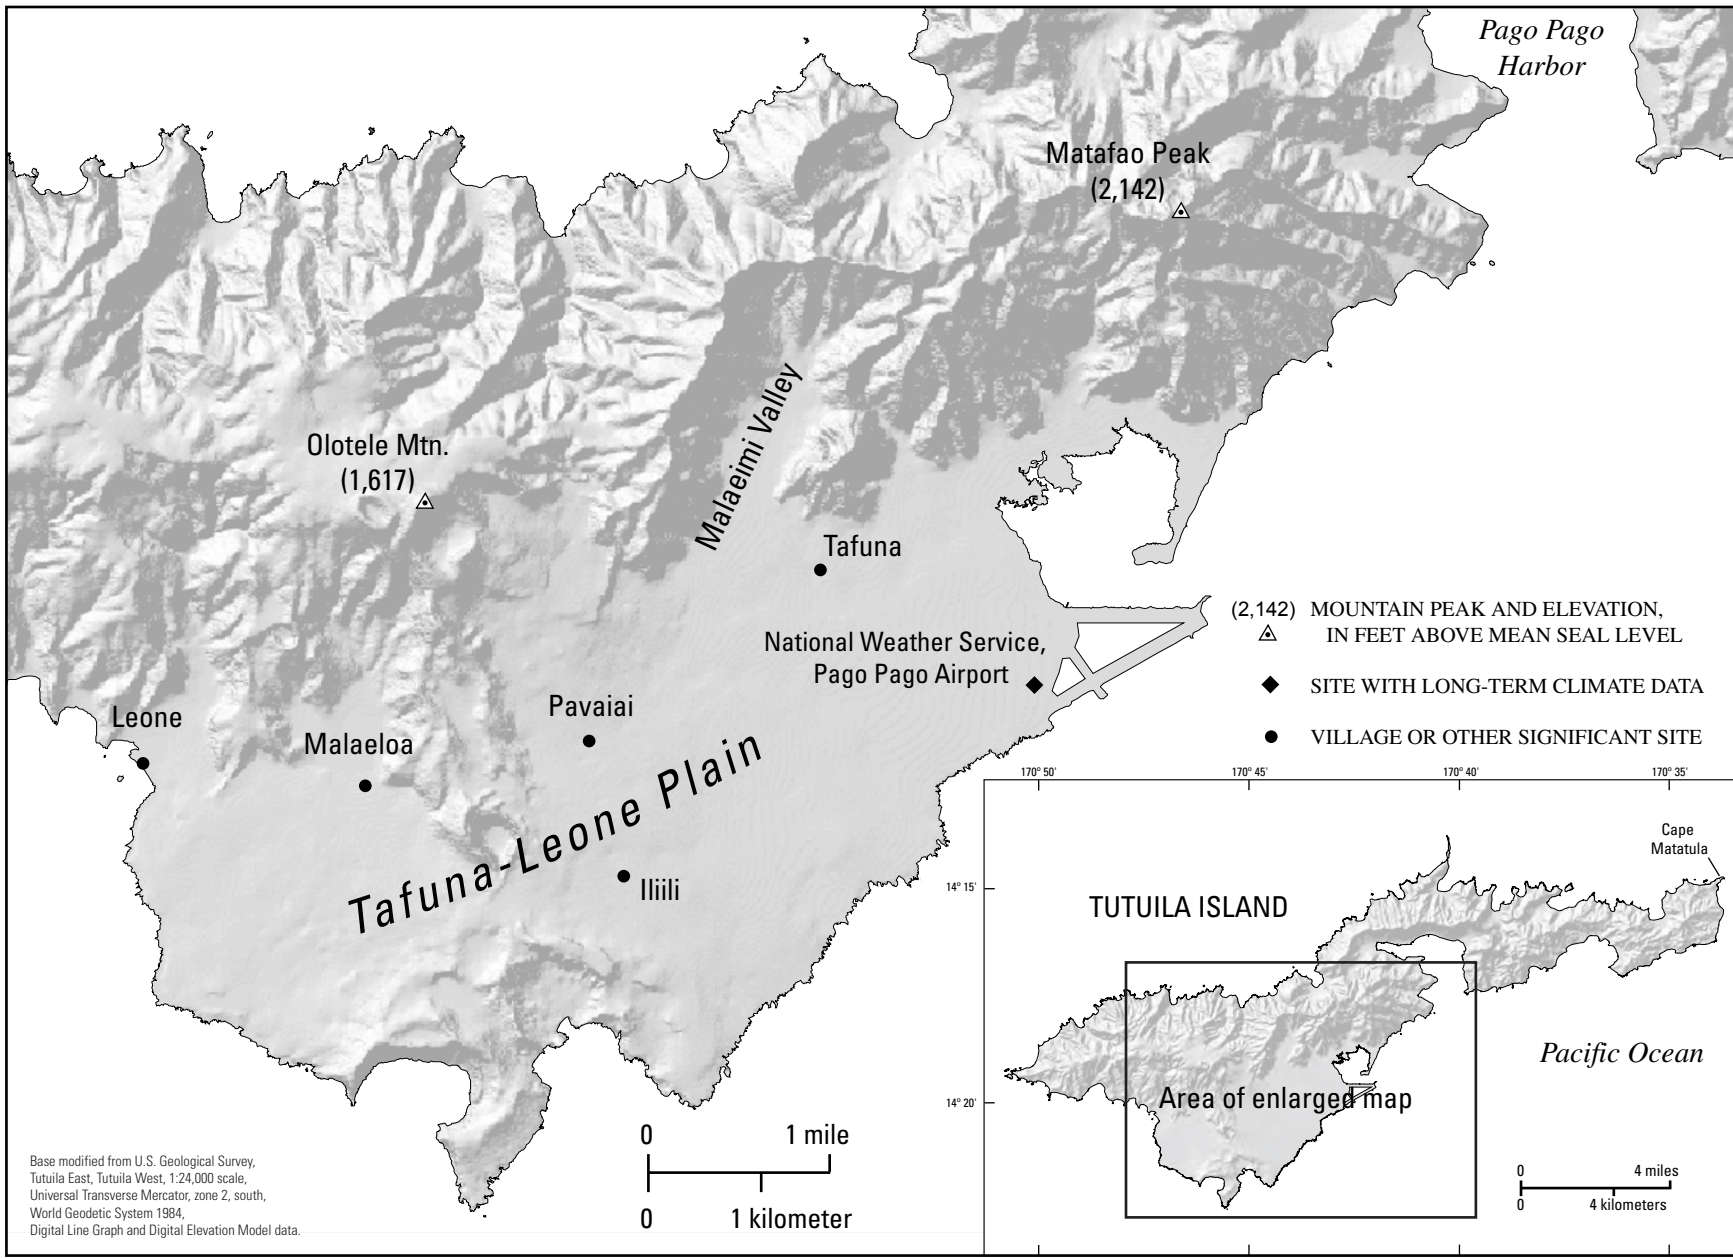 Pago Pago
Harbor
Matafao Peak
(2,142)
Malaeimi Valley
Olotele Mtn.
(1,617)
Tafuna
National Weather Service,
Pago Pago Airport
Leone
Malaeloa
Pavaiai
Tafuna-Leone Plain
Iliili
(2,142) MOUNTAIN PEAK AND ELEVATION,
IN FEET ABOVE MEAN SEAL LEVEL
SITE WITH LONG-TERM CLIMATE DATA
VILLAGE OR OTHER SIGNIFICANT SITE
170° 50' 170° 45' 170° 40' 170° 35'
Cape
Matatula
14° 15'
TUTUILA ISLAND
Pacific Ocean
14° 20'
Area of enlarged map
0 4 miles
0 4 kilometers
0 1 mile
0 1 kilometer
Base modified from U.S. Geological Survey,
Tutuila East, Tutuila West, 1:24,000 scale,
Universal Transverse Mercator, zone 2, south,
World Geodetic System 1984,
Digital Line Graph and Digital Elevation Model data.